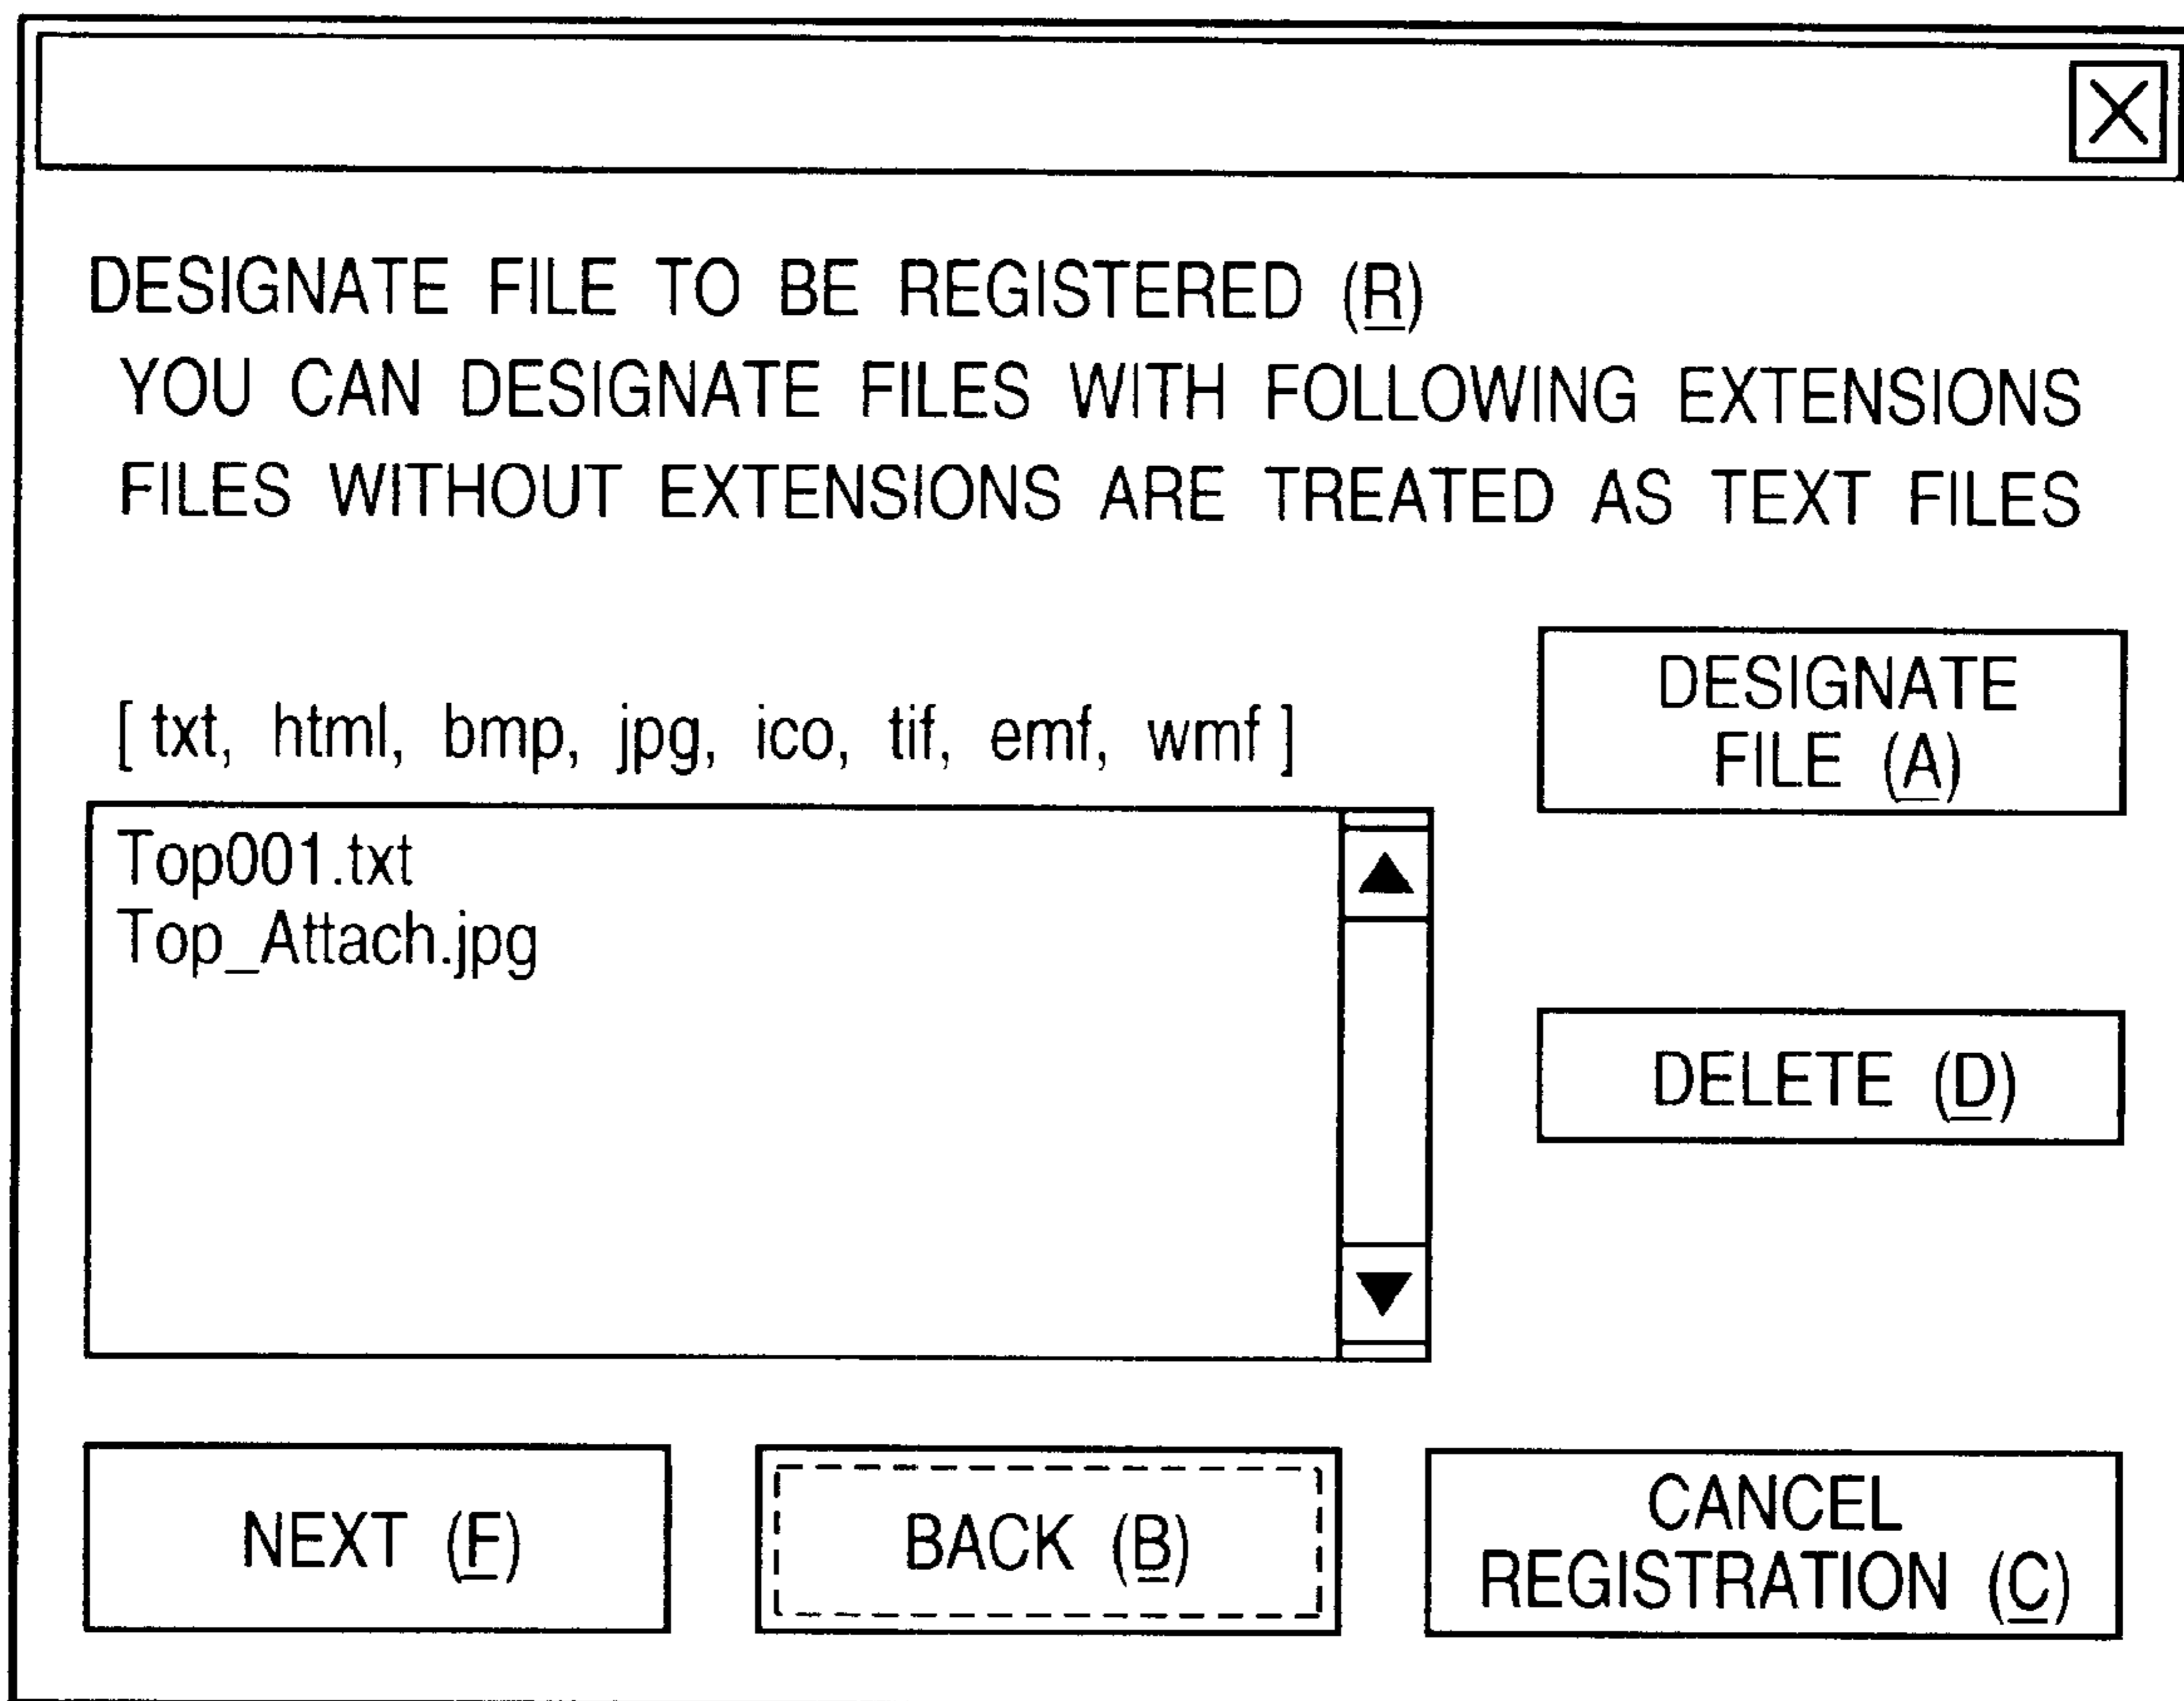 DESIGNATE FILE TO BE REGISTERED (R)
YOU CAN DESIGNATE FILES WITH FOLLOWING EXTENSIONS
FILES WITHOUT EXTENSIONS ARE TREATED AS TEXT FILES
[ txt, html, bmp, jpg, ico, tif, emf, wmf ]
DESIGNATE
FILE (A)
Top001.txt
Top_Attach.jpg
DELETE (D)
NEXT (F)
BACK (B)
CANCEL
REGISTRATION (C)